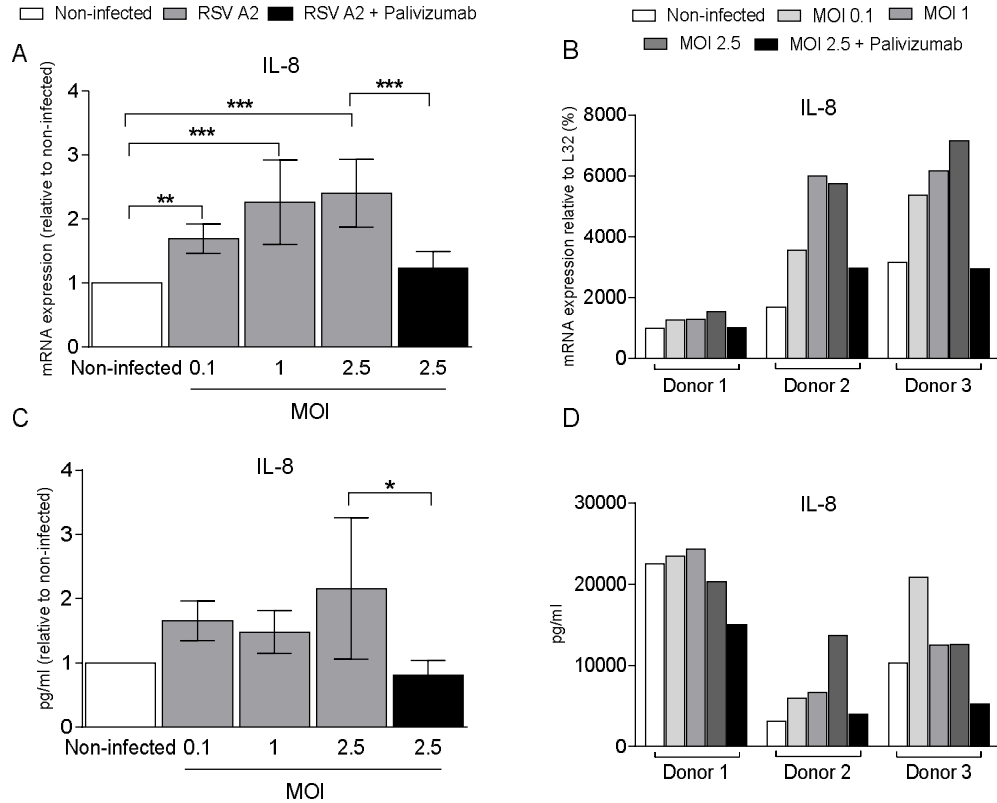 Non-infected RSV A2 RSV A2 + Palivizumab
A
IL-8
mRNA expression (relative to non-infected)
4
3
2
1
0
***
***
***
**
Non-infected 0.1 1 2.5 2.5
MOI
Non-infected MOI 0.1 MOI 1
MOI 2.5 MOI 2.5 + Palivizumab
B
IL-8
mRNA expression relative to L32 (%)
8000
6000
4000
2000
0
Donor 1 Donor 2 Donor 3
C
IL-8
pg/ml (relative to non-infected)
4
3
2
1
0
*
Non-infected 0.1 1 2.5 2.5
MOI
D
IL-8
pg/ml
30000
20000
10000
0
Donor 1 Donor 2 Donor 3